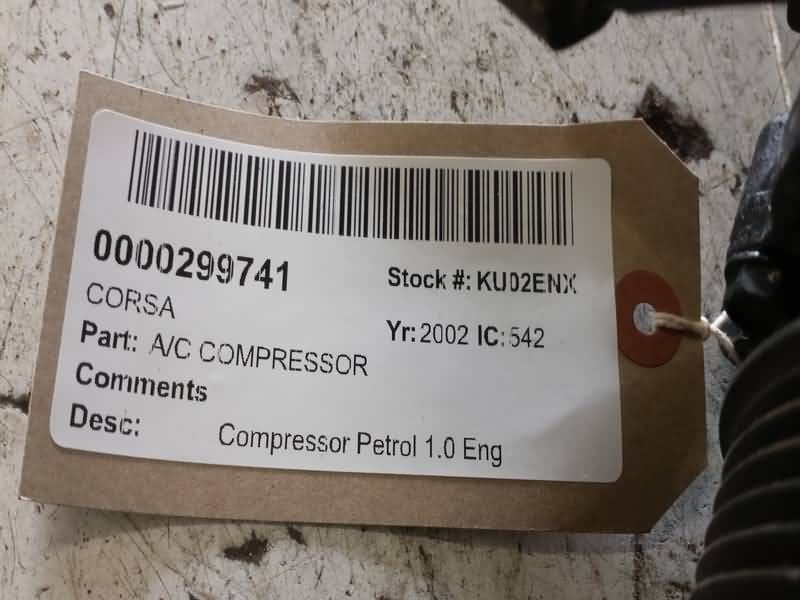 0000299741
Stock #: KU02ENX
CORSA
Yr: 2002 IC: 542
Part: A/C COMPRESSOR
Comments
Desc: Compressor Petrol 1.0 Eng